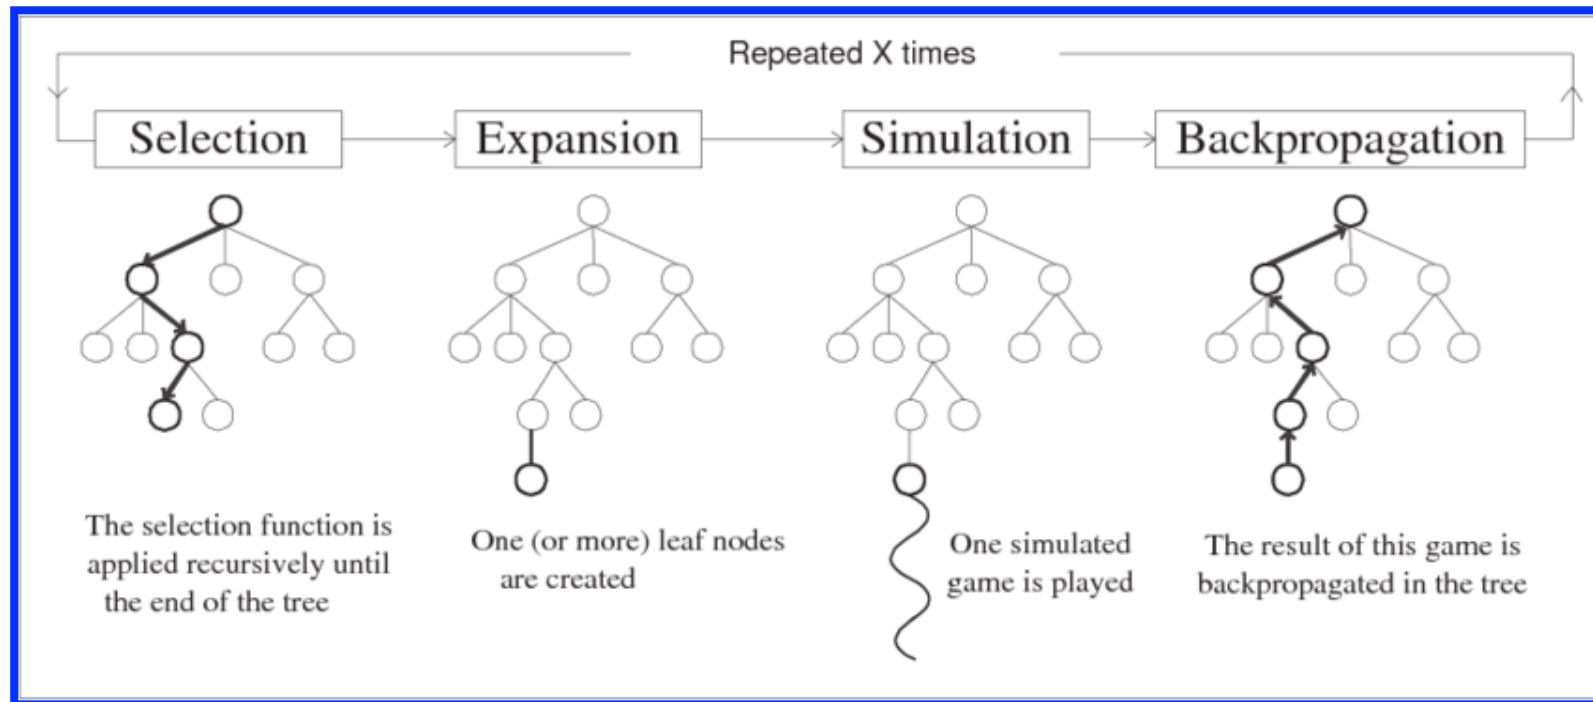 Repeated X times
Selection
Expansion
Simulation
Backpropagation
The selection function is
applied recursively until
the end of the tree
One (or more) leaf nodes
are created
One simulated
game is played
The result of this game is
backpropagated in the tree